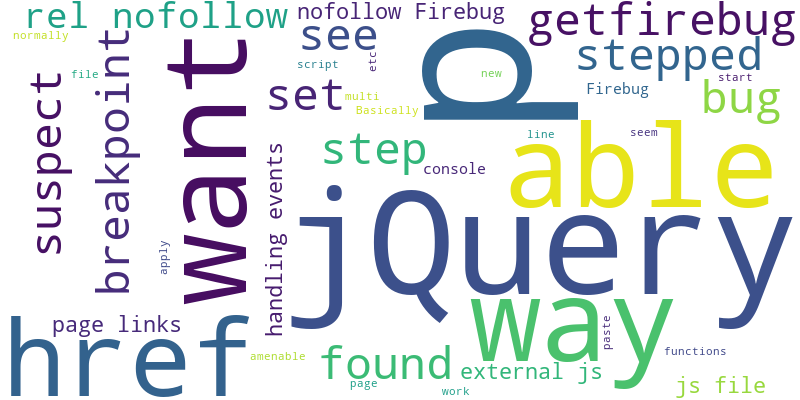 rel nofollow
nofollow Firebug
getfirebug
normally
see
stepped
script
etc
file
new
start
Firebug
want
breakpoint
suspect
set
multi
Basically
p
bug
line
seem
step
able
console
handling events
apply
jQuery
href
page links
way
paste
functions
amenable
found
external js
page
work
js file